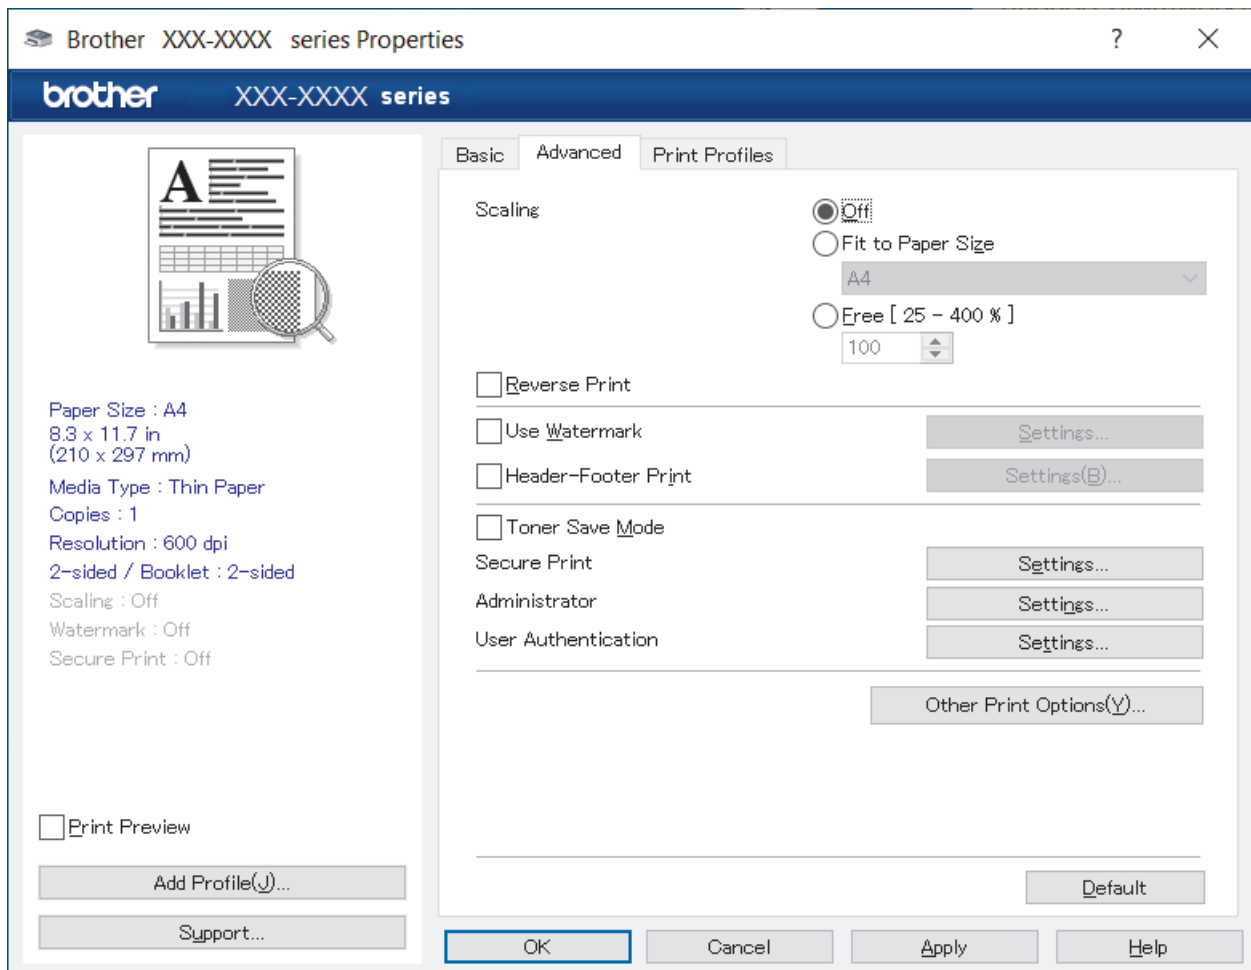 Brother XXX-XXXX series Properties
?
brother XXX-XXXX series
A
Paper Size : A4
8.3 x 11.7 in
(210 x 297 mm)
Media Type : Thin Paper
Copies : 1
Resolution : 600 dpi
2-sided / Booklet : 2-sided
Scaling : Off
Watermark : Off
Secure Print : Off
Print Preview
Add Profile(J)...
Support...
Basic Advanced Print Profiles
Scaling Off
Fit to Paper Size
A4
Free [ 25 - 400 % ]
100
Reverse Print
Use Watermark Settings...
Header-Footer Print Settings(B)...
Toner Save Mode
Secure Print Settings...
Administrator Settings...
User Authentication Settings...
Other Print Options(Y)...
Default
OK Cancel Apply Help